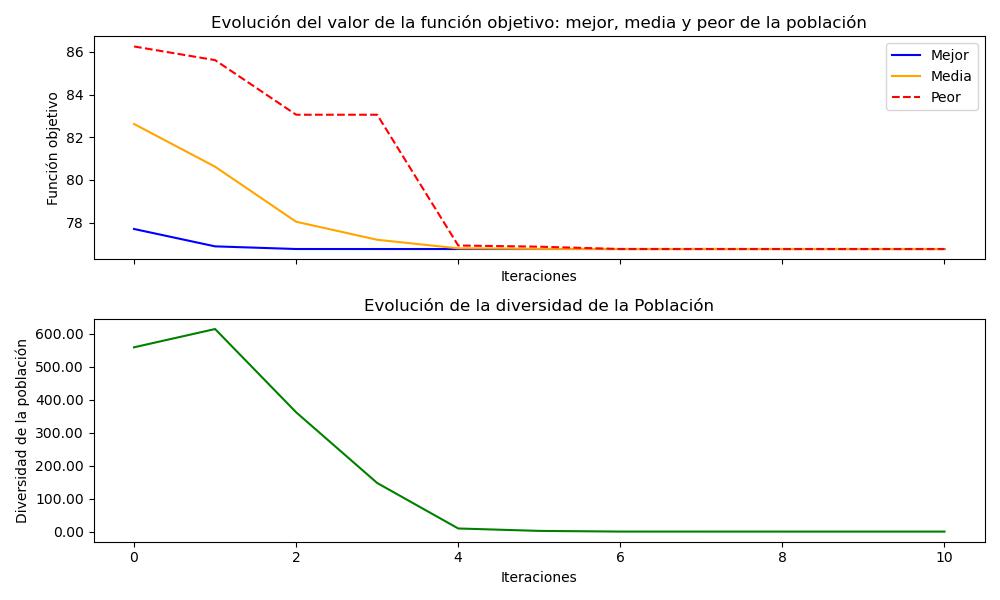 Evolución del valor de la función objetivo: mejor, media y peor de la población
Función objetivo
86
84
82
80
78
Mejor
Media
Peor
Iteraciones
Evolución de la diversidad de la Población
Diversidad de la población
600.00
500.00
400.00
300.00
200.00
100.00
0.00
0 2 4 6 8 10
Iteraciones